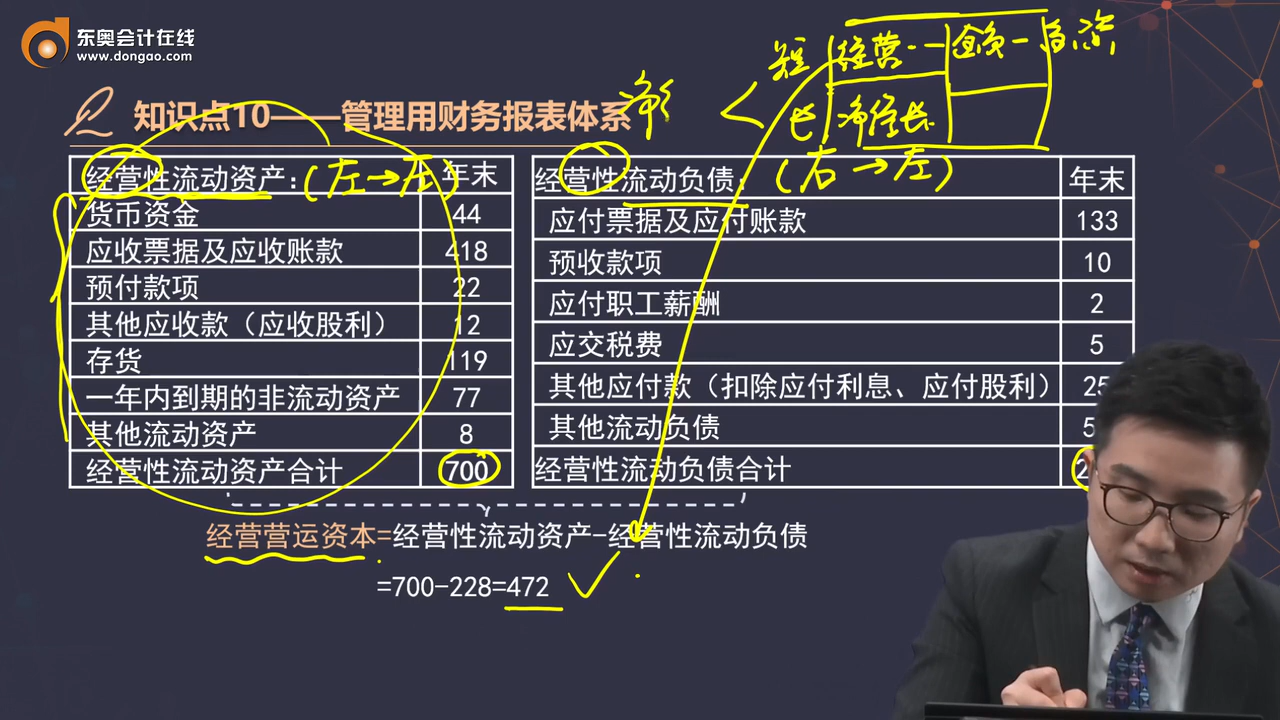 东奥会计在线
www.dongao.com
知识点10——管理用财务报表体系
净
短
经营
长
净经长
(左→左)
(右→左)
经营性流动资产： 年末
货币资金 44
应收票据及应收账款 418
预付款项 22
其他应收款（应收股利） 12
存货 119
一年内到期的非流动资产 77
其他流动资产 8
经营性流动资产合计 700
经营性流动负债： 年末
应付票据及应付账款 133
预收款项 10
应付职工薪酬 2
应交税费 5
其他应付款（扣除应付利息、应付股利） 25
其他流动负债 5
经营性流动负债合计 2
经营营运资本=经营性流动资产-经营性流动负债
=700-228=472